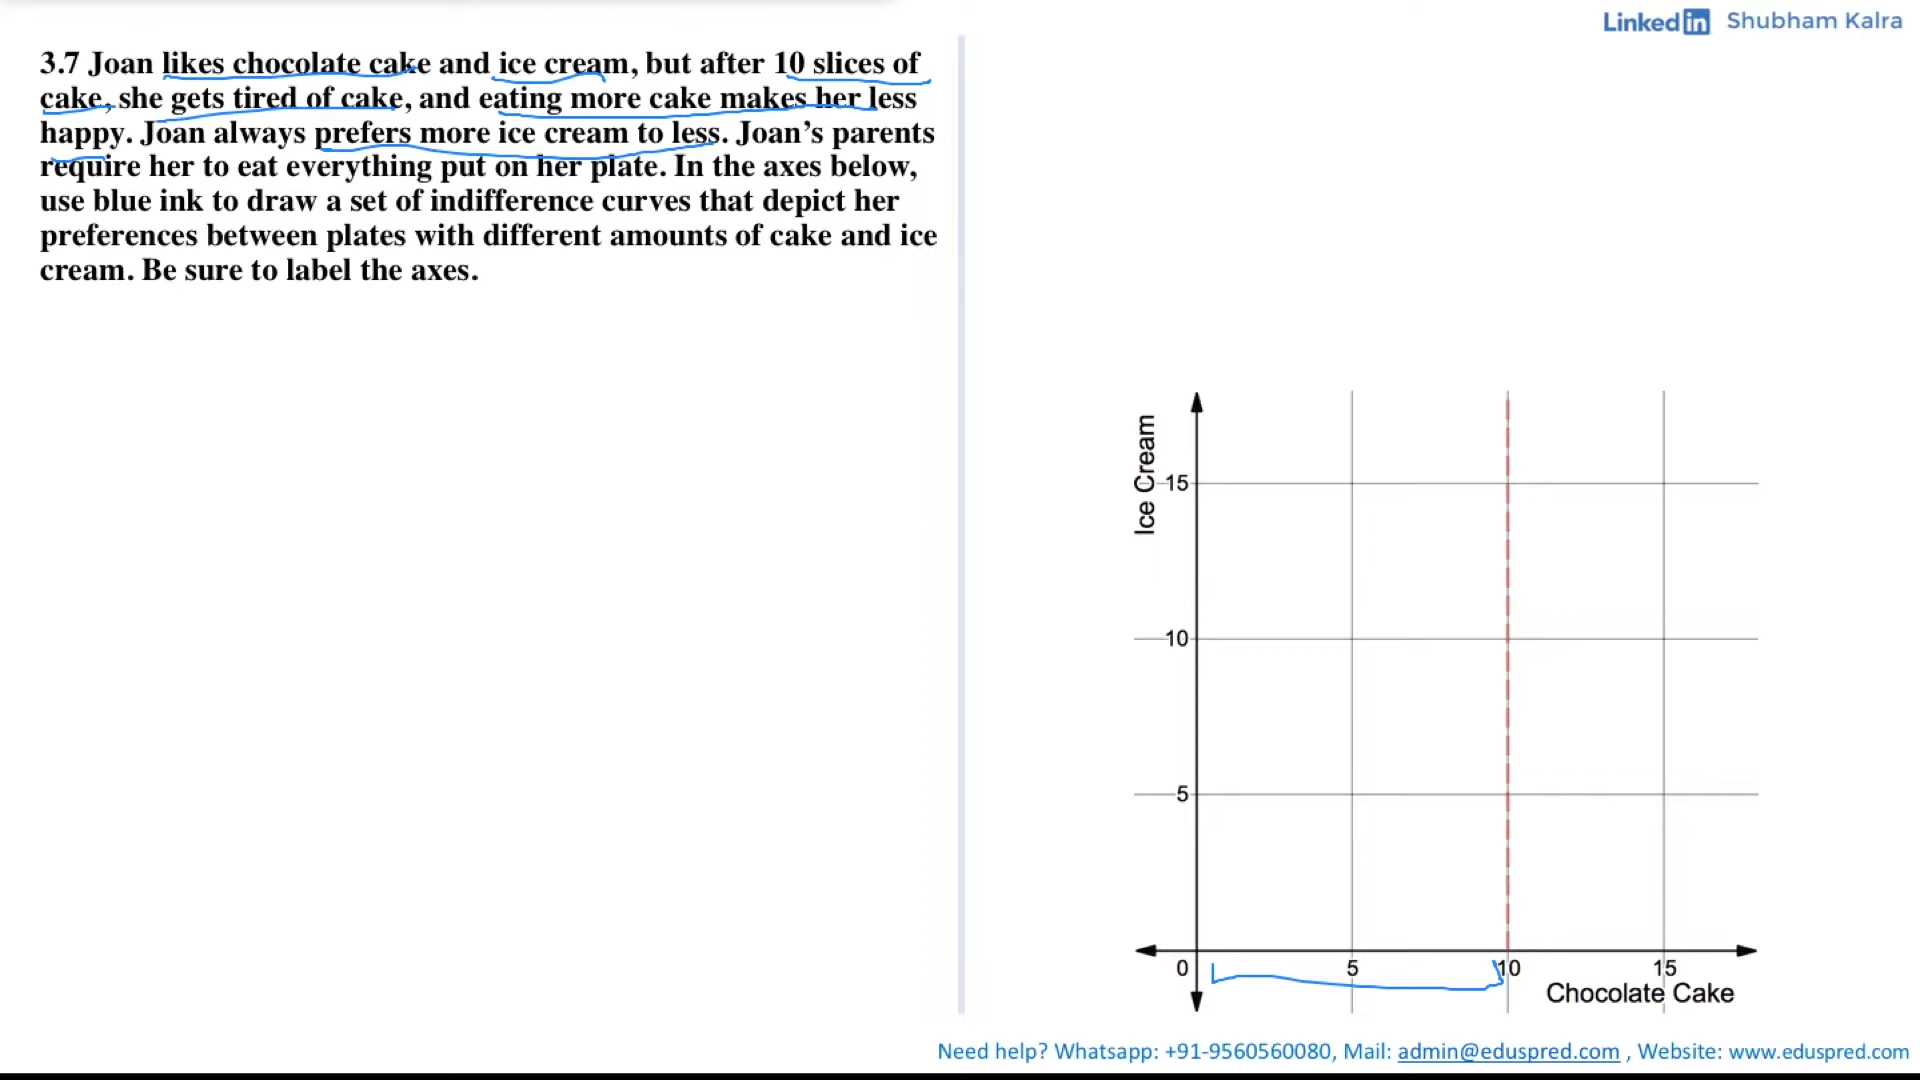 Linked in Shubham Kalra
3.7 Joan likes chocolate cake and ice cream, but after 10 slices of
cake, she gets tired of cake, and eating more cake makes her less
happy. Joan always prefers more ice cream to less. Joan’s parents
require her to eat everything put on her plate. In the axes below,
use blue ink to draw a set of indifference curves that depict her
preferences between plates with different amounts of cake and ice
cream. Be sure to label the axes.
Ice Cream
15
10
5
0 5 10 15
Chocolate Cake
Need help? Whatsapp: +91-9560560080, Mail: admin@eduspred.com , Website: www.eduspred.com